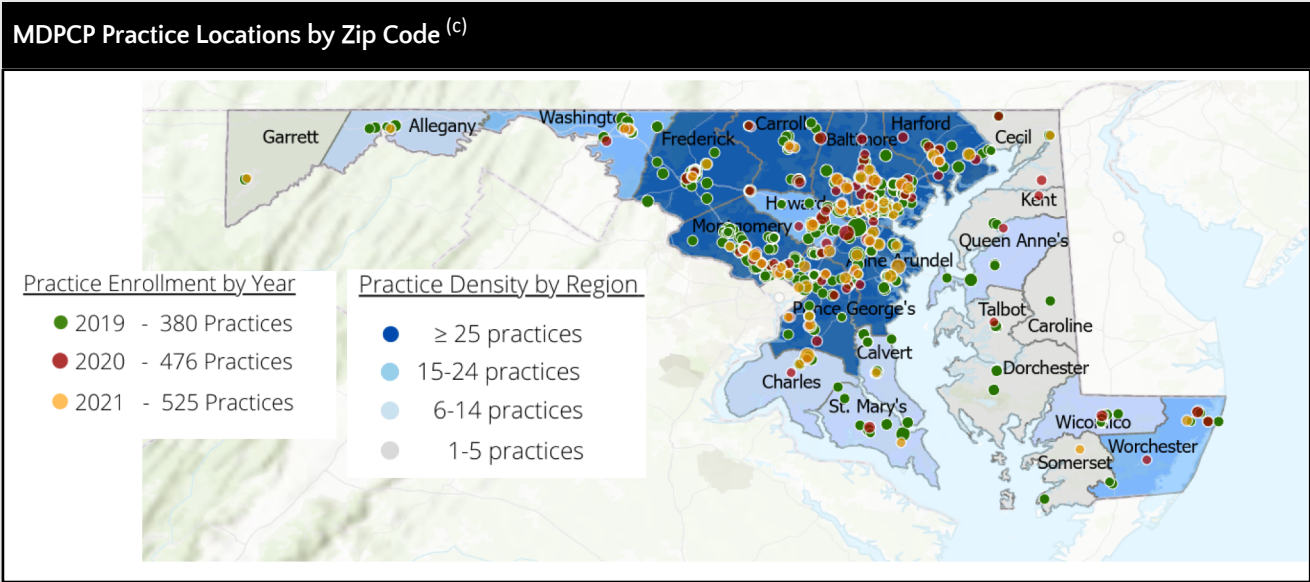 MDPCP Practice Locations by Zip Code (c)
Garrett
Allegany
Washington
Frederick
Carroll
Baltimore
Harford
Cecil
Kent
Howard
Montgomery
Queen Anne's
Anne Arundel
Prince George's
Talbot
Caroline
Calvert
Dorchester
Charles
St. Mary's
Wicomico
Worchester
Somerset
Practice Enrollment by Year
2019 - 380 Practices
2020 - 476 Practices
2021 - 525 Practices
Practice Density by Region
≥ 25 practices
15-24 practices
6-14 practices
1-5 practices